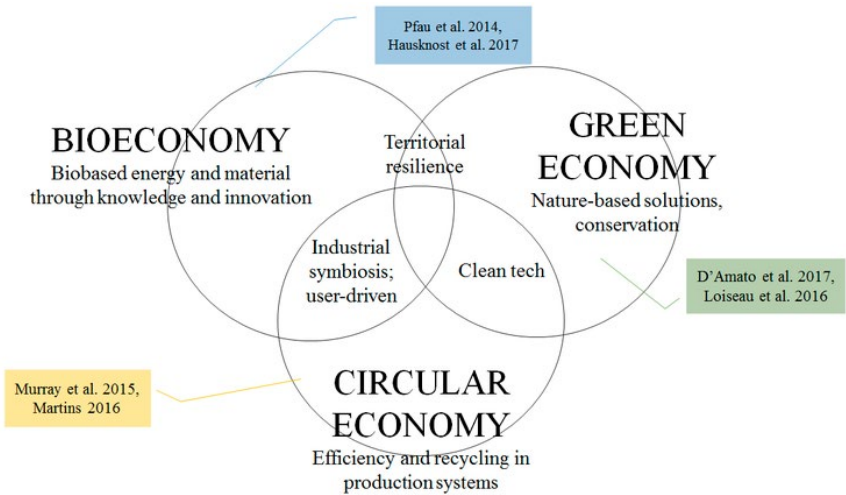 Pfau et al. 2014,
Hausknost et al. 2017
BIOECONOMY
Biobased energy and material
through knowledge and innovation
Territorial
resilience
GREEN
ECONOMY
Nature-based solutions,
conservation
Industrial
symbiosis;
user-driven
Clean tech
D’Amato et al. 2017,
Loiseau et al. 2016
Murray et al. 2015,
Martins 2016
CIRCULAR
ECONOMY
Efficiency and recycling in
production systems